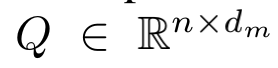 Q ∈ ℝ^{n×d_m}